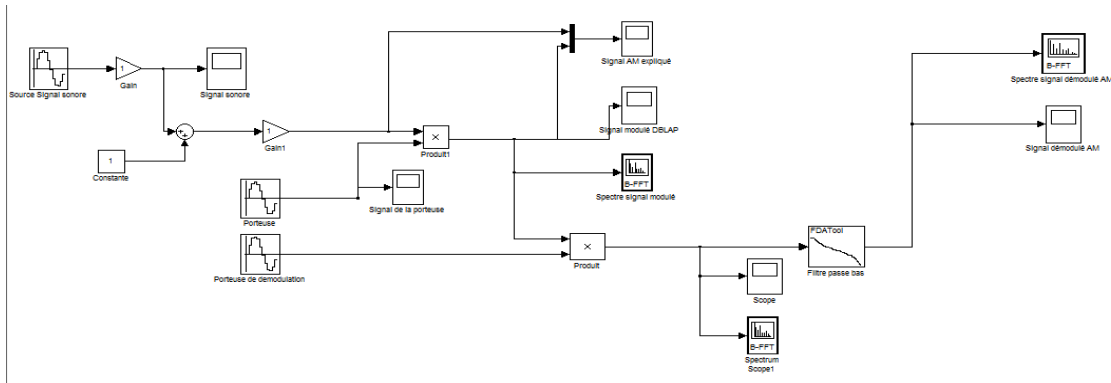 Source Signal sonore
1
Gain
Signal sonore
++
1
Constante
1
Gain1
×
Produit1
Signal AM expliqué
Signal modulé DBLAP
B-FFT
Spectre signal modulé
Signal de la porteuse
Porteuse
Porteuse de demodulation
×
Produit
Scope
B-FFT
Spectrum
Scope1
FDATool
Filtre passe bas
B-FFT
Spectre signal démodulé AM
Signal démodulé AM